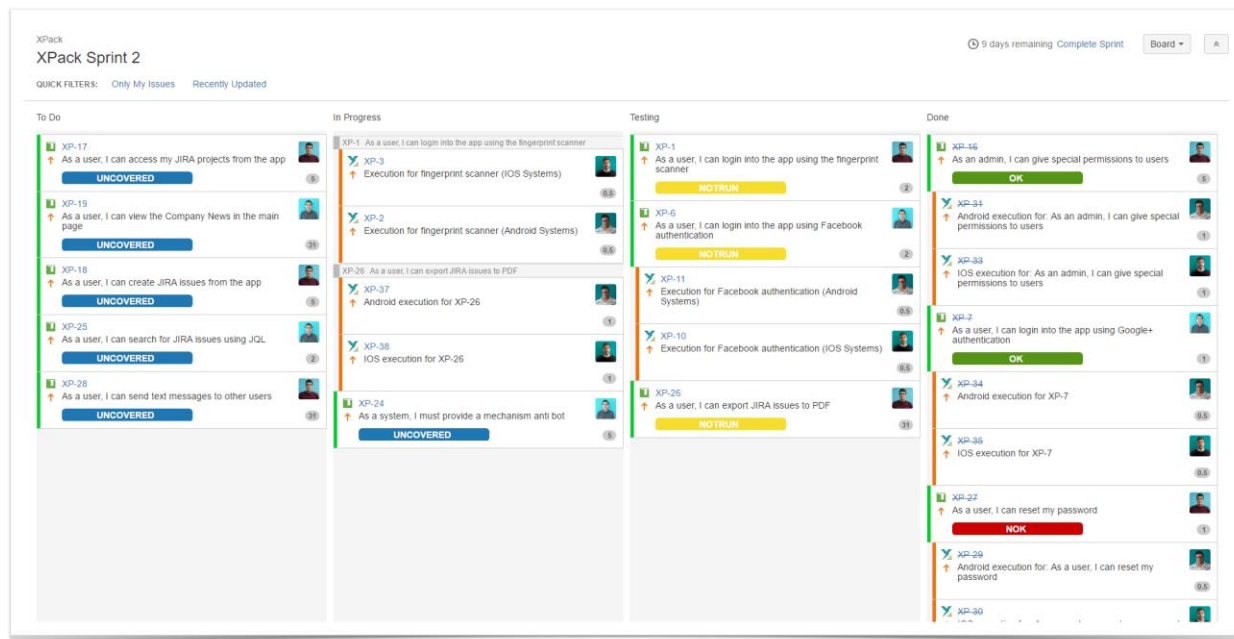 XPack
XPack Sprint 2
9 days remaining Complete Sprint
Board
QUICK FILTERS: Only My Issues Recently Updated
To Do
XP-17
As a user, I can access my JIRA projects from the app
UNCOVERED
5
XP-19
As a user, I can view the Company News in the main
page
UNCOVERED
31
XP-18
As a user, I can create JIRA issues from the app
UNCOVERED
5
XP-25
As a user, I can search for JIRA issues using JQL
UNCOVERED
2
XP-28
As a user, I can send text messages to other users
UNCOVERED
31
In Progress
XP-1 As a user, I can login into the app using the fingerprint scanner
XP-3
Execution for fingerprint scanner (IOS Systems)
0.5
XP-2
Execution for fingerprint scanner (Android Systems)
0.5
XP-26 As a user, I can export JIRA issues to PDF
XP-37
Android execution for XP-26
1
XP-38
IOS execution for XP-26
1
XP-24
As a system, I must provide a mechanism anti bot
UNCOVERED
5
Testing
XP-1
As a user, I can login into the app using the fingerprint
scanner
NOTRUN
2
XP-6
As a user, I can login into the app using Facebook
authentication
NOTRUN
2
XP-11
Execution for Facebook authentication (Android
Systems)
0.5
XP-10
Execution for Facebook authentication (IOS Systems)
0.5
XP-26
As a user, I can export JIRA issues to PDF
NOTRUN
31
Done
XP-16
As an admin, I can give special permissions to users
OK
5
XP-31
Android execution for: As an admin, I can give special
permissions to users
1
XP-33
IOS execution for: As an admin, I can give special
permissions to users
1
XP-7
As a user, I can login into the app using Google+
authentication
OK
1
XP-34
Android execution for XP-7
0.5
XP-35
IOS execution for XP-7
0.5
XP-27
As a user, I can reset my password
NOK
1
XP-29
Android execution for: As a user, I can reset my
password
0.5
XP-30